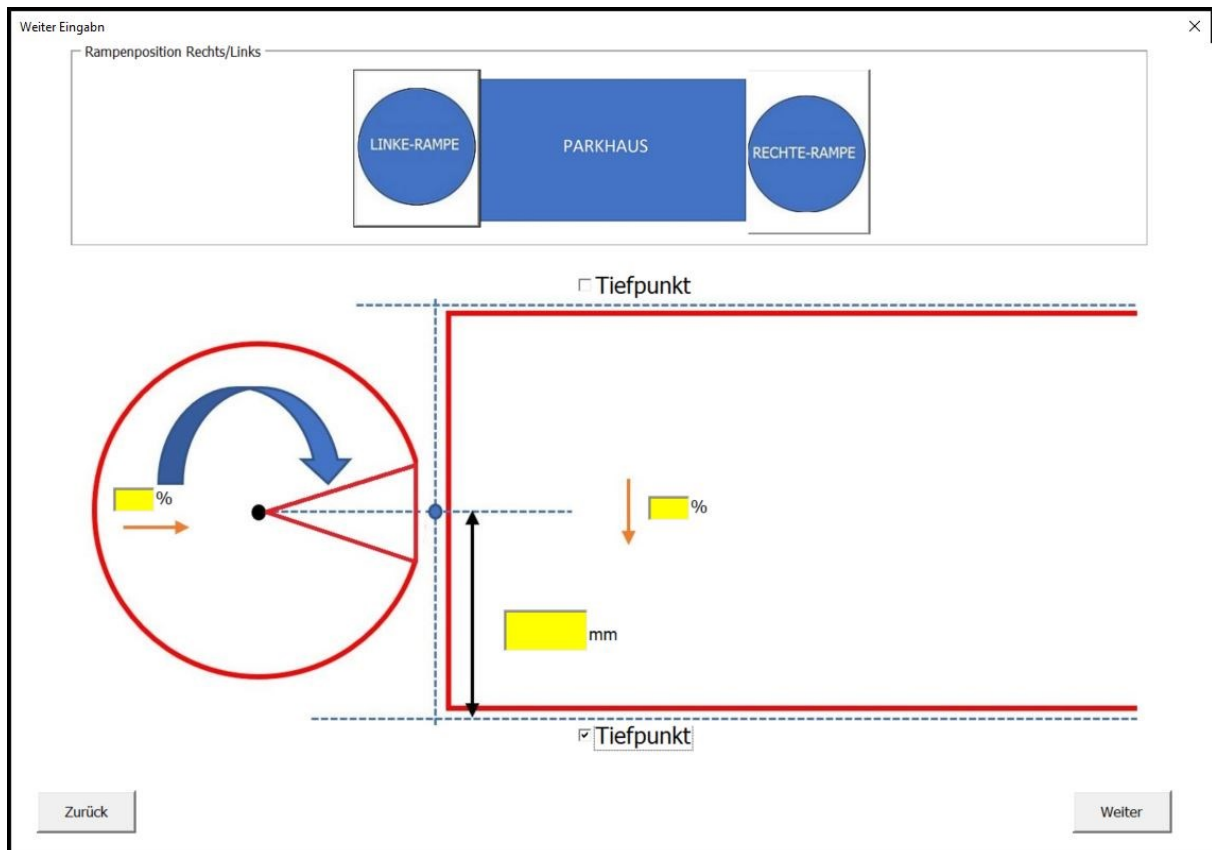 Weiter Eingabn
Rampenposition Rechts/Links
LINKE-RAMPE
PARKHAUS
RECHTE-RAMPE
Tiefpunkt
%
%
mm
Tiefpunkt
Zurück
Weiter